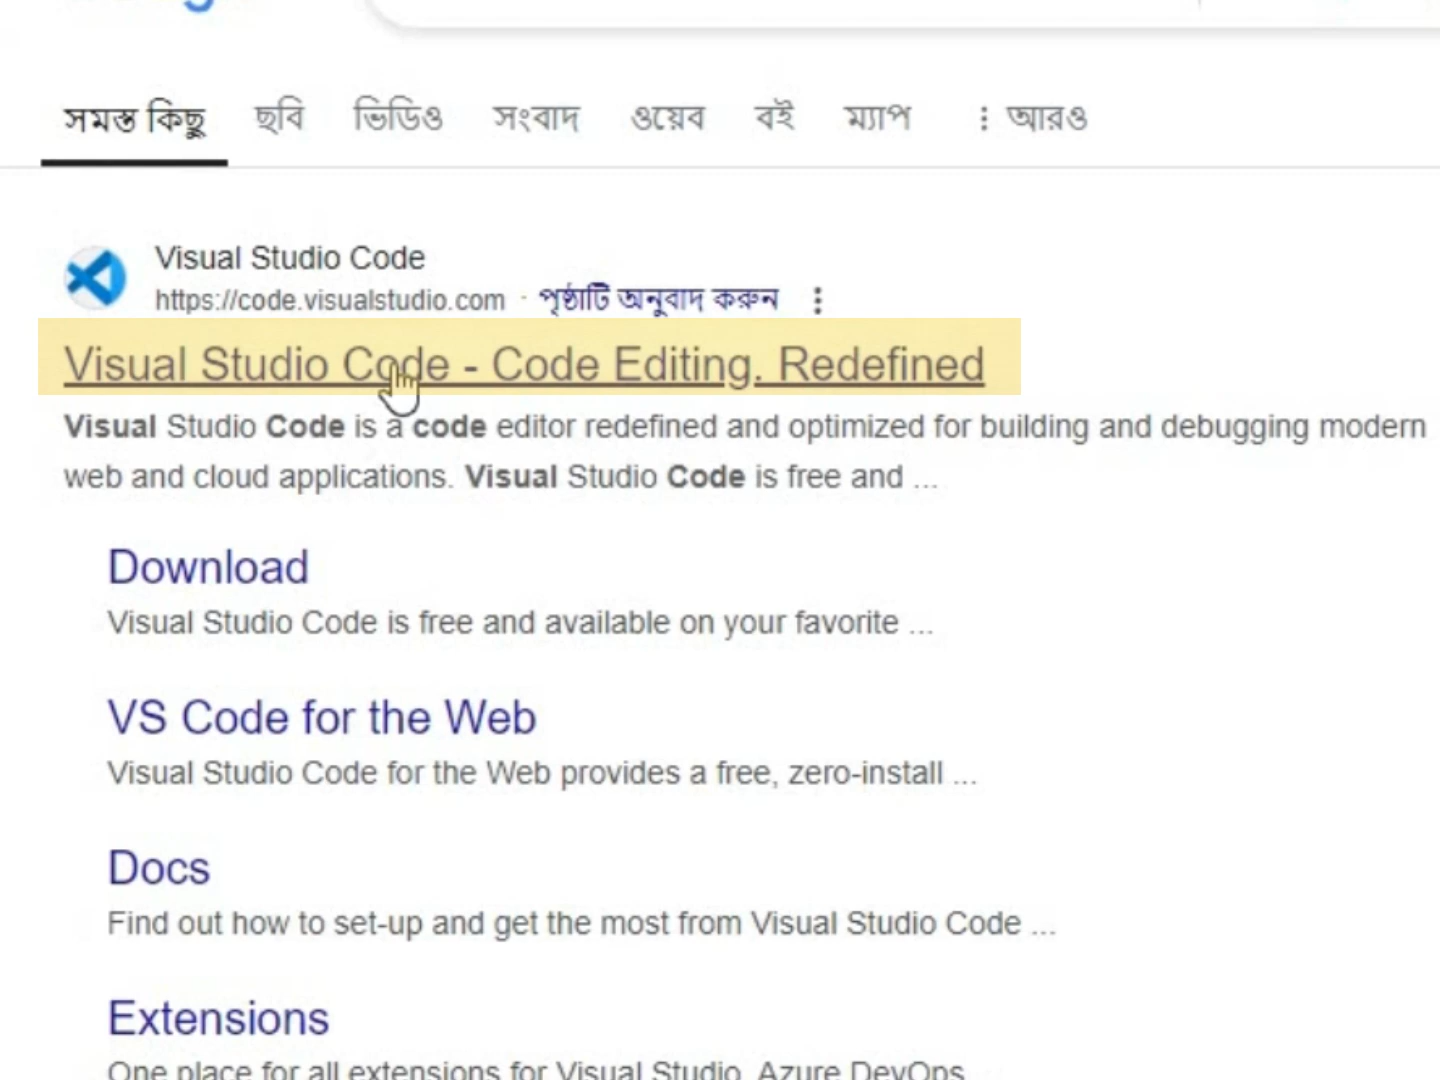 সমস্ত কিছু ছবি ভিডিও সংবাদ ওয়েব বই ম্যাপ ⋮ আরও
Visual Studio Code
https://code.visualstudio.com · পৃষ্ঠাটি অনুবাদ করুন
Visual Studio Code - Code Editing. Redefined
Visual Studio Code is a code editor redefined and optimized for building and debugging modern
web and cloud applications. Visual Studio Code is free and ...
Download
Visual Studio Code is free and available on your favorite ...
VS Code for the Web
Visual Studio Code for the Web provides a free, zero-install ...
Docs
Find out how to set-up and get the most from Visual Studio Code ...
Extensions
One place for all extensions for Visual Studio, Azure DevOps